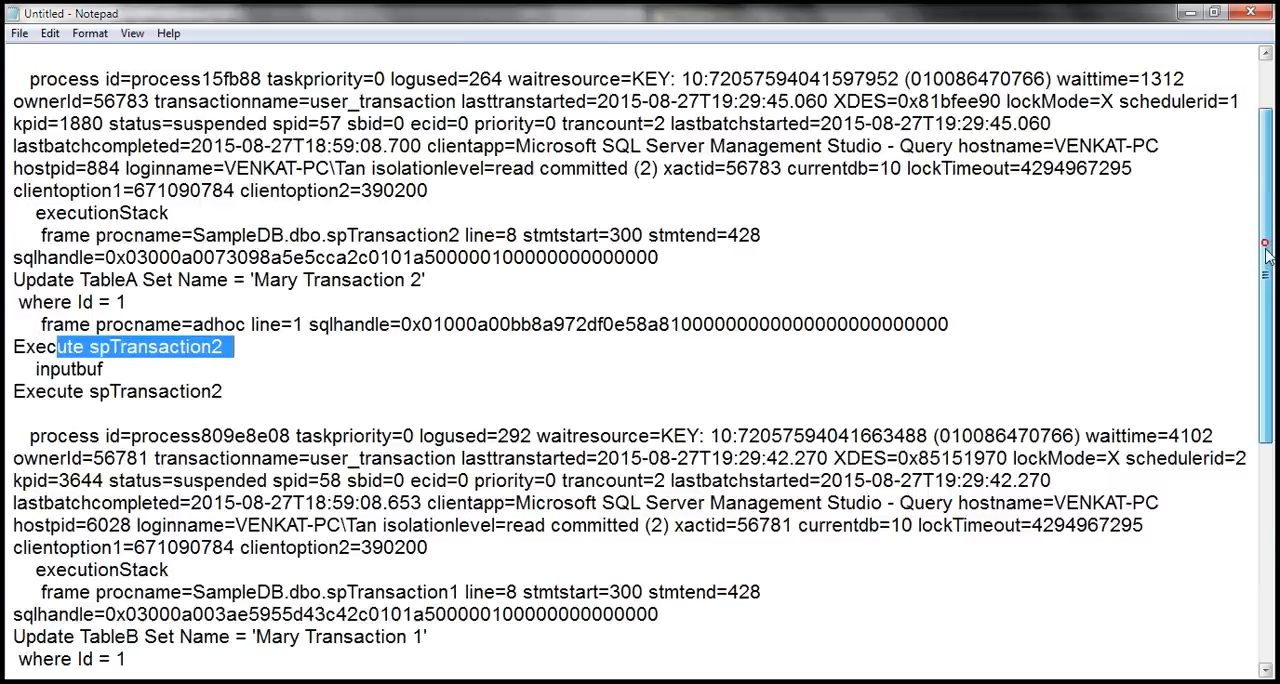 Untitled - Notepad
File Edit Format View Help
process id=process15fb88 taskpriority=0 logused=264 waitresource=KEY: 10:72057594041597952 (010086470766) waittime=1312
ownerId=56783 transactionname=user_transaction lasttranstarted=2015-08-27T19:29:45.060 XDES=0x81bfee90 lockMode=X schedulerid=1
kpid=1880 status=suspended spid=57 sbid=0 ecid=0 priority=0 trancount=2 lastbatchstarted=2015-08-27T19:29:45.060
lastbatchcompleted=2015-08-27T18:59:08.700 clientapp=Microsoft SQL Server Management Studio - Query hostname=VENKAT-PC
hostpid=884 loginname=VENKAT-PC\Tan isolationlevel=read committed (2) xactid=56783 currentdb=10 lockTimeout=4294967295
clientoption1=671090784 clientoption2=390200
executionStack
frame procname=SampleDB.dbo.spTransaction2 line=8 stmtstart=300 stmtend=428
sqlhandle=0x03000a0073098a5e5cca2c0101a500000100000000000000
Update TableA Set Name = 'Mary Transaction 2'
where Id = 1
frame procname=adhoc line=1 sqlhandle=0x01000a00bb8a972df0e58a81000000000000000000000000
Execute spTransaction2
inputbuf
Execute spTransaction2
process id=process809e8e08 taskpriority=0 logused=292 waitresource=KEY: 10:72057594041663488 (010086470766) waittime=4102
ownerId=56781 transactionname=user_transaction lasttranstarted=2015-08-27T19:29:42.270 XDES=0x85151970 lockMode=X schedulerid=2
kpid=3644 status=suspended spid=58 sbid=0 ecid=0 priority=0 trancount=2 lastbatchstarted=2015-08-27T19:29:42.270
lastbatchcompleted=2015-08-27T18:59:08.653 clientapp=Microsoft SQL Server Management Studio - Query hostname=VENKAT-PC
hostpid=6028 loginname=VENKAT-PC\Tan isolationlevel=read committed (2) xactid=56781 currentdb=10 lockTimeout=4294967295
clientoption1=671090784 clientoption2=390200
executionStack
frame procname=SampleDB.dbo.spTransaction1 line=8 stmtstart=300 stmtend=428
sqlhandle=0x03000a003ae5955d43c42c0101a500000100000000000000
Update TableB Set Name = 'Mary Transaction 1'
where Id = 1